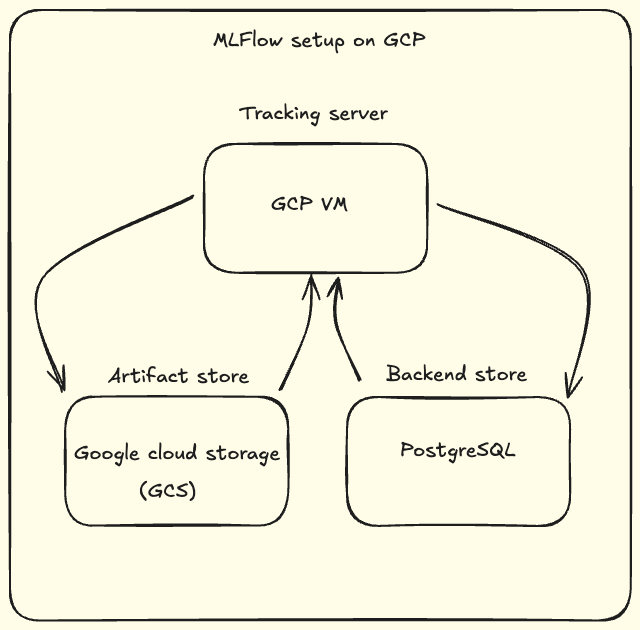 MLFlow setup on GCP
Tracking server
GCP VM
Artifact store
Google cloud storage
(GCS)
Backend store
PostgreSQL